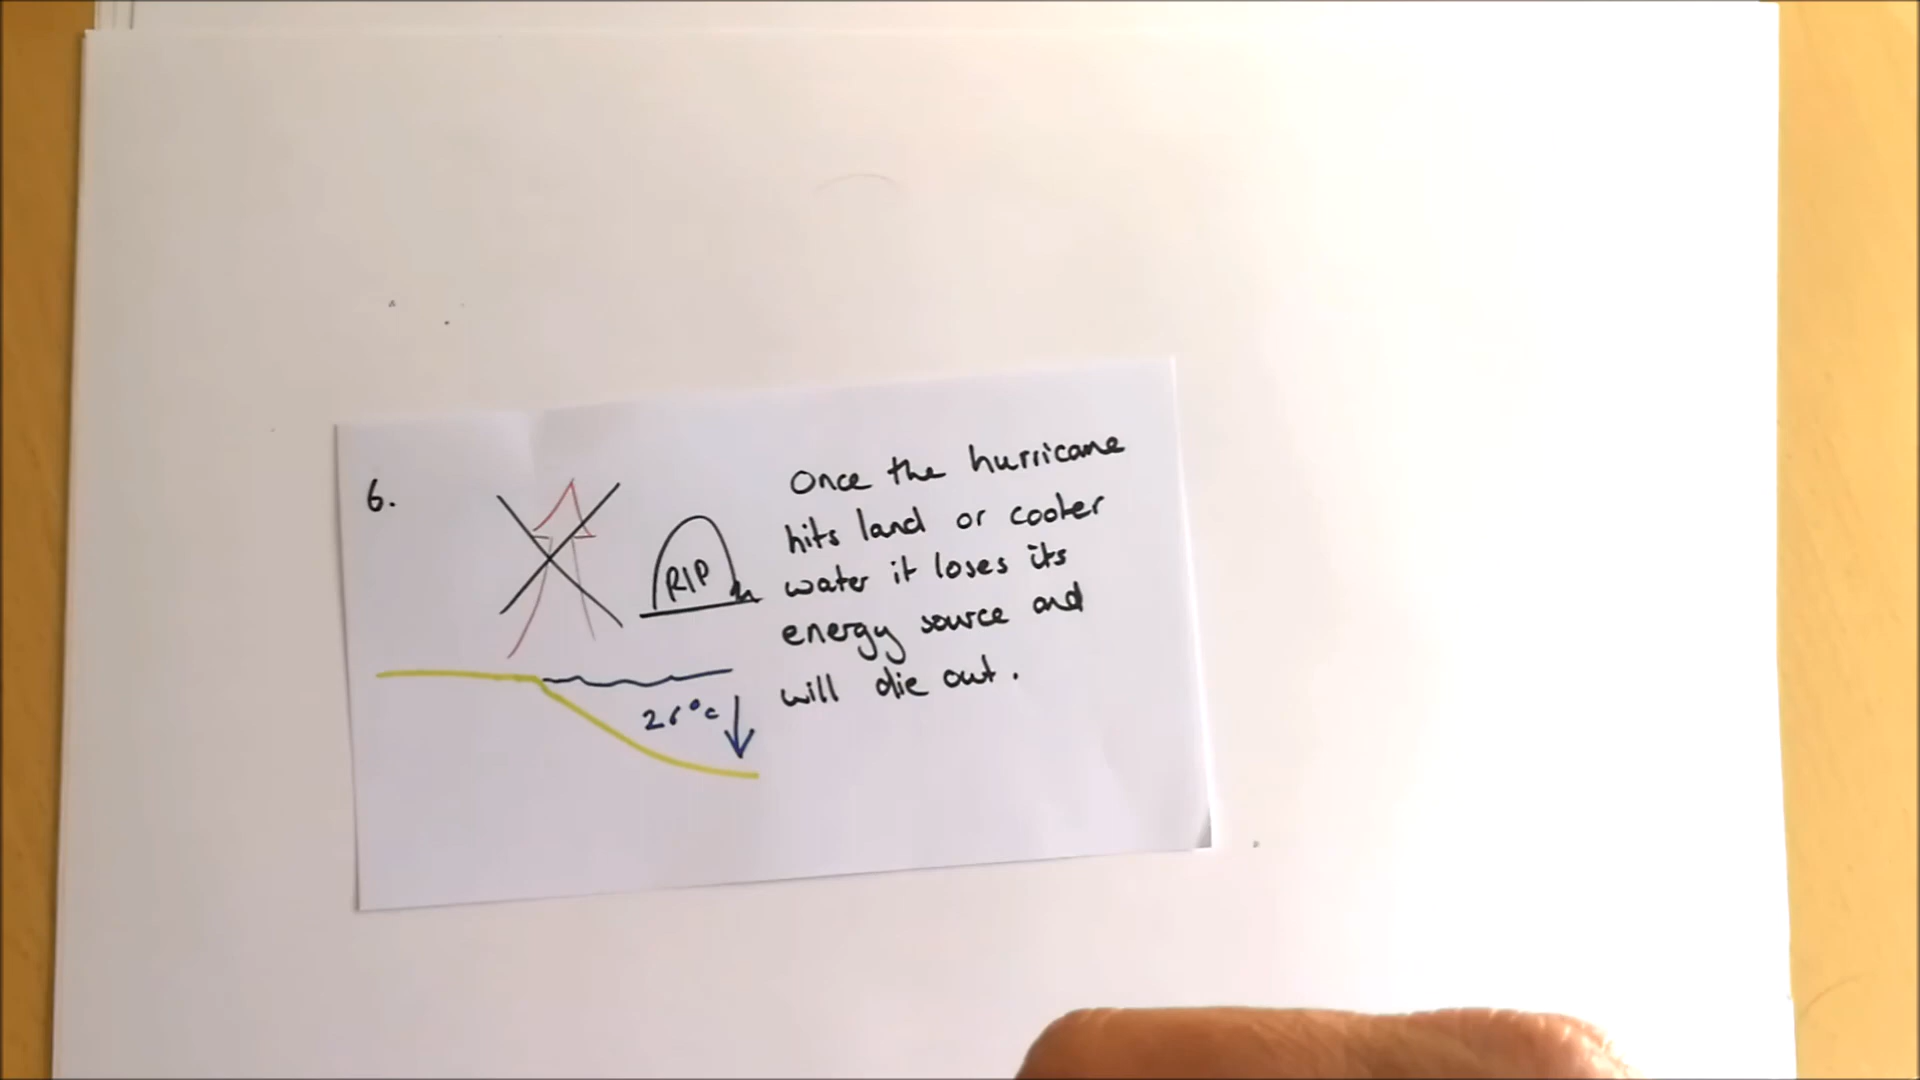 6.
RIP
Once the hurricane
hits land or cooler
water it loses its
energy source and
will die out.
26°c